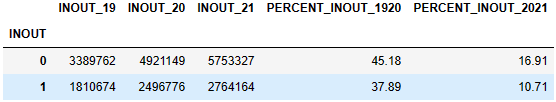 INOUT_19 INOUT_20 INOUT_21 PERCENT_INOUT_1920 PERCENT_INOUT_2021
INOUT
0 3389762 4921149 5753327 45.18 16.91
1 1810674 2496776 2764164 37.89 10.71